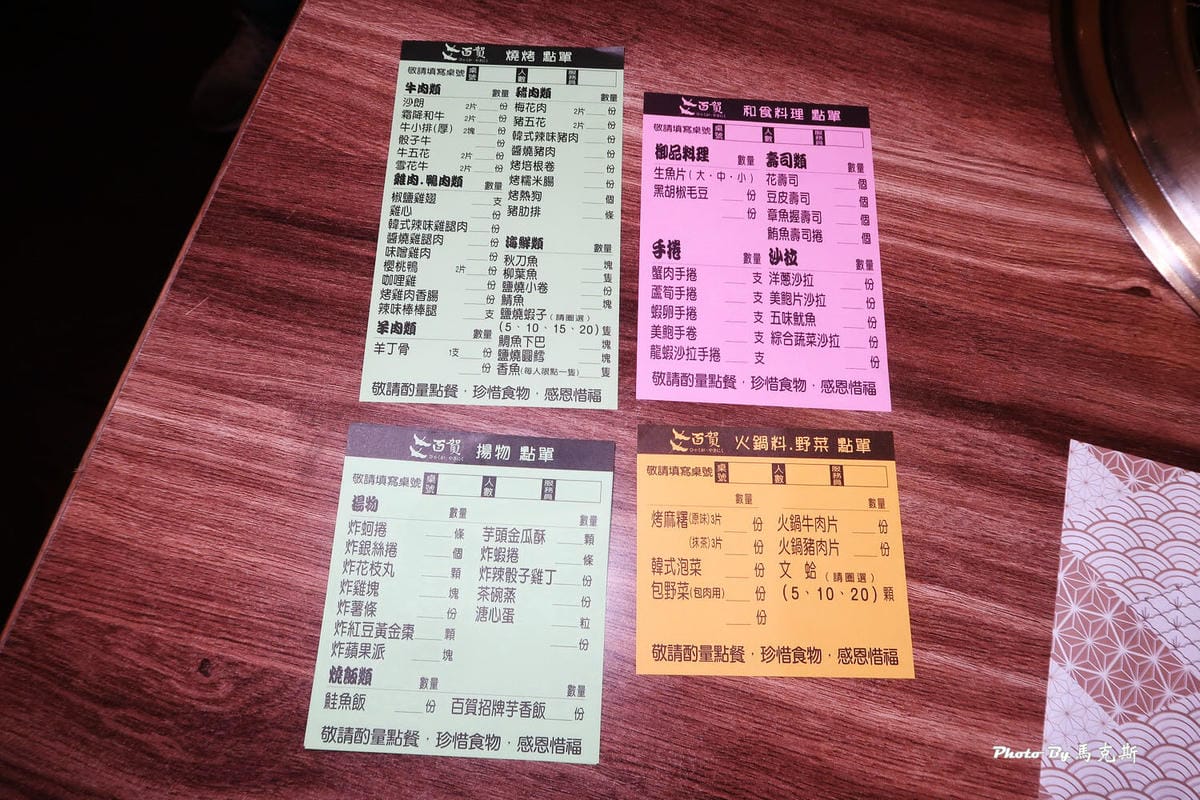 百賀 燒烤 點單
敬請填寫桌號 桌號 人數 服務員
牛肉類 數量
沙朗 2片 份
霜降和牛 2片 份
牛小排(厚) 2塊 份
骰子牛 份
牛五花 2片 份
雪花牛 2片 份
雞肉.鴨肉類 數量
椒鹽雞翅 支
雞心 份
韓式辣味雞腿肉 份
醬燒雞腿肉 份
味噌雞肉 份
櫻桃鴨 2片 份
咖哩雞 份
烤雞肉香腸 份
辣味棒棒腿 支
羊肉類 數量
羊丁骨 1支 份
豬肉類 數量
梅花肉 2片 份
豬五花 2片 份
韓式辣味豬肉 份
醬燒豬肉 份
烤培根卷 份
烤糯米腸 份
烤熱狗 個
豬肋排 條
海鮮類 數量
秋刀魚 塊
柳葉魚 隻
鹽燒小卷 份
鯖魚 塊
鹽燒蝦子(請圈選)
(5、10、15、20)隻
鯛魚下巴 塊
鹽燒圓鱈 塊
香魚(每人限點一隻) 隻
敬請酌量點餐·珍惜食物·感恩惜福
百賀 和食料理 點單
敬請填寫桌號 桌號 人數 服務員
御品料理 數量
生魚片(大·中·小)
黑胡椒毛豆 份
份
壽司類 數量
花壽司 個
豆皮壽司 個
章魚握壽司 個
鮪魚壽司捲 個
手捲 數量
蟹肉手捲 支
蘆筍手捲 支
蝦卵手捲 支
美鮑手卷 支
龍蝦沙拉手捲 支
沙拉 數量
洋蔥沙拉 份
美鮑片沙拉 份
五味魷魚 份
綜合蔬菜沙拉 份
份
敬請酌量點餐·珍惜食物·感恩惜福
百賀 揚物 點單
敬請填寫桌號 桌號 人數 服務員
揚物 數量
炸蚵捲 條
炸銀絲捲 個
炸花枝丸 顆
炸雞塊 塊
炸薯條 份
炸紅豆黃金棗 顆
炸蘋果派 塊
數量
芋頭金瓜酥 顆
炸蝦捲 條
炸辣骰子雞丁 份
茶碗蒸 份
溏心蛋 粒
份
燒飯類 數量 數量
鮭魚飯 份 百賀招牌芋香飯 份
敬請酌量點餐·珍惜食物·感恩惜福
百賀 火鍋料.野菜 點單
敬請填寫桌號 桌號 人數 服務員
數量
烤麻糬(原味)3片 份
(抹茶)3片 份
韓式泡菜 份
包野菜(包肉用) 份
份
數量
火鍋牛肉片 份
火鍋豬肉片 份
文 蛤 (請圈選)
(5、10、20)顆
敬請酌量點餐·珍惜食物·感恩惜福
Photo By 馬克斯